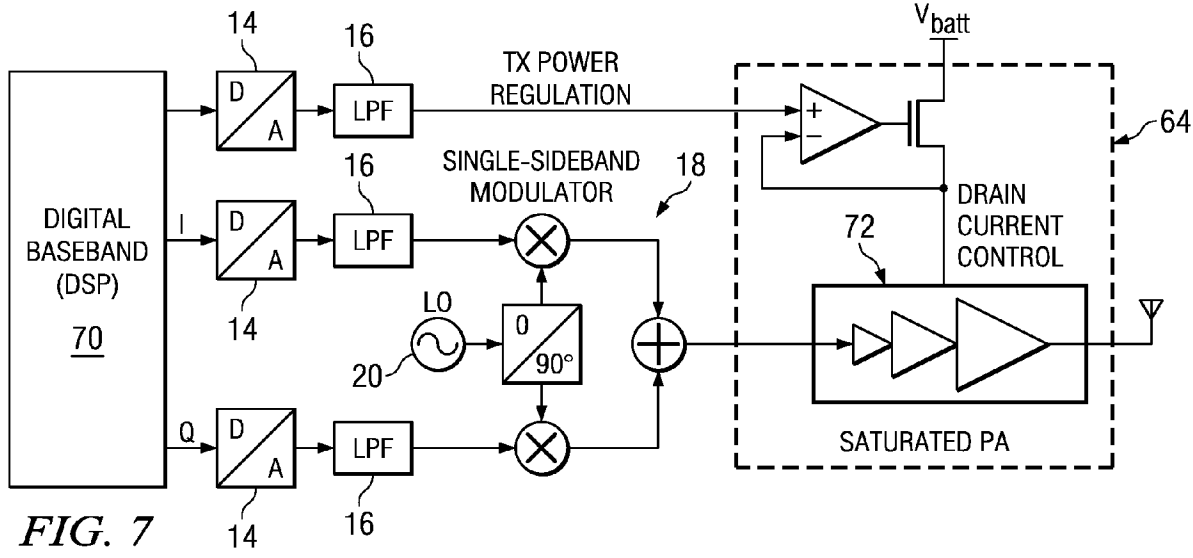 14
16
V batt
D
A
LPF
TX POWER
REGULATION
+
−
64
16
SINGLE-SIDEBAND
MODULATOR
18
DIGITAL
BASEBAND
(DSP)
70
I
D
A
LPF
14
DRAIN
CURRENT
CONTROL
72
LO
20
0
90°
Q
D
A
LPF
14
16
SATURATED PA
FIG. 7